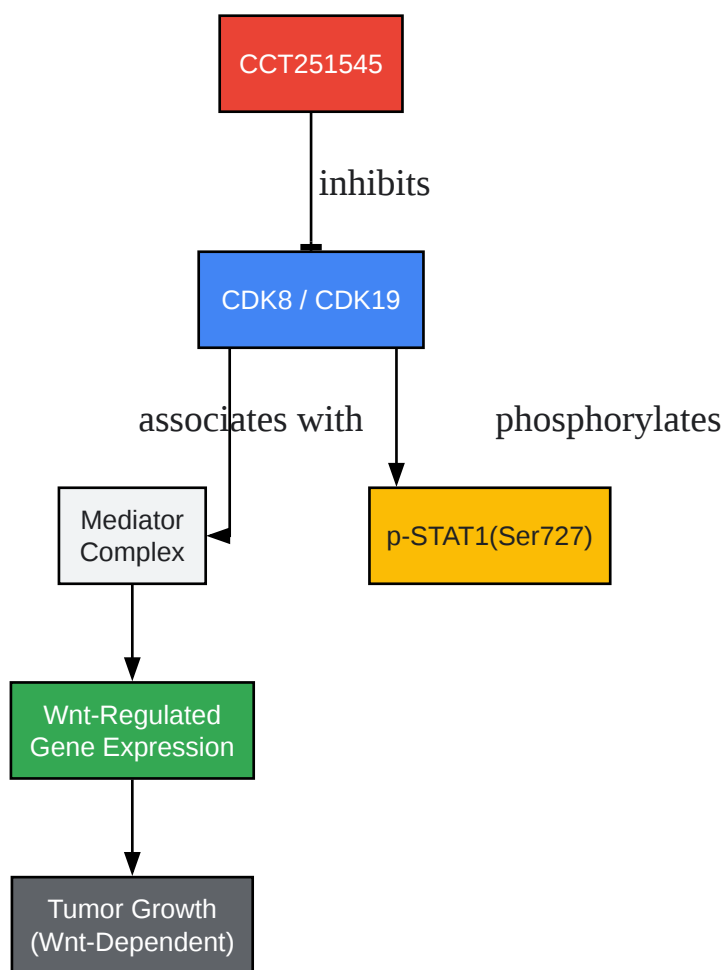 CCT251545
inhibits
CDK8 / CDK19
associates with
phosphorylates
Mediator
Complex
p-STAT1(Ser727)
Wnt-Regulated
Gene Expression
Tumor Growth
(Wnt-Dependent)